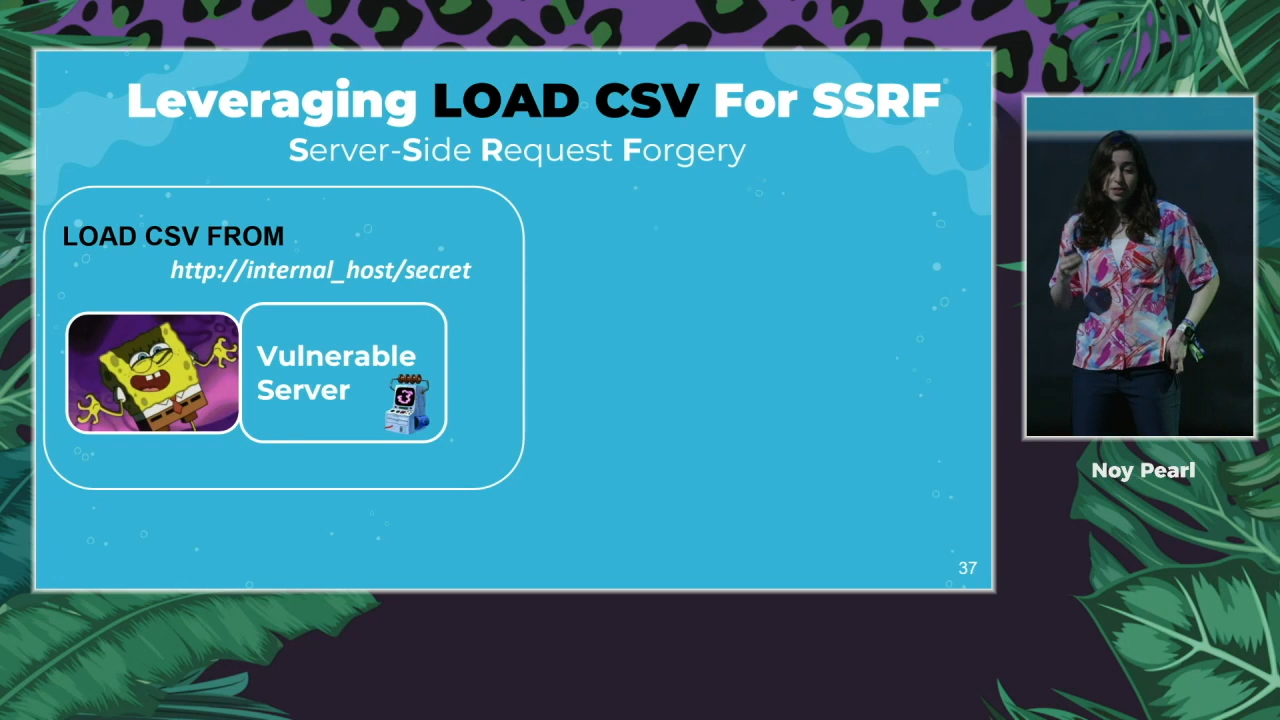 Leveraging LOAD CSV For SSRF
Server-Side Request Forgery
LOAD CSV FROM
http://internal_host/secret
Vulnerable
Server
37
Noy Pearl